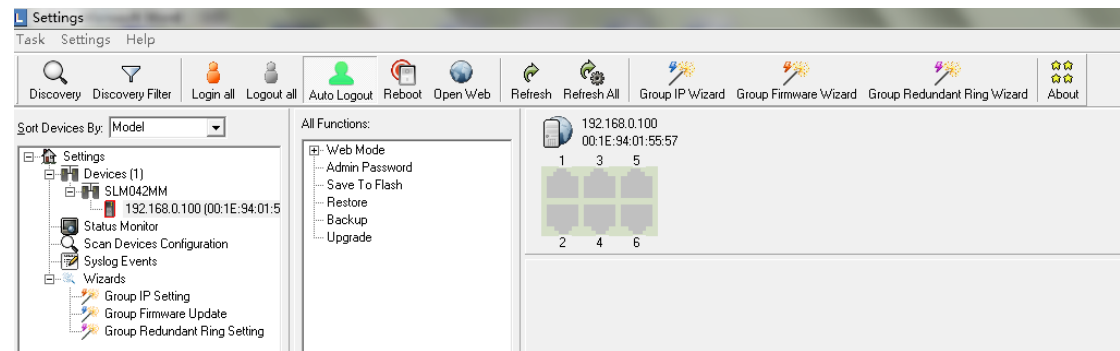 L Settings
Task Settings Help
Discovery Discovery Filter Login all Logout all Auto Logout Reboot Open Web Refresh Refresh All Group IP Wizard Group Firmware Wizard Group Redundant Ring Wizard About
Sort Devices By: Model
Settings
Devices (1)
SLM042MM
192.168.0.100 (00:1E:94:01:5
Status Monitor
Scan Devices Configuration
Syslog Events
Wizards
Group IP Setting
Group Firmware Update
Group Redundant Ring Setting
All Functions:
Web Mode
Admin Password
Save To Flash
Restore
Backup
Upgrade
192.168.0.100
00:1E:94:01:55:57
1 3 5
2 4 6